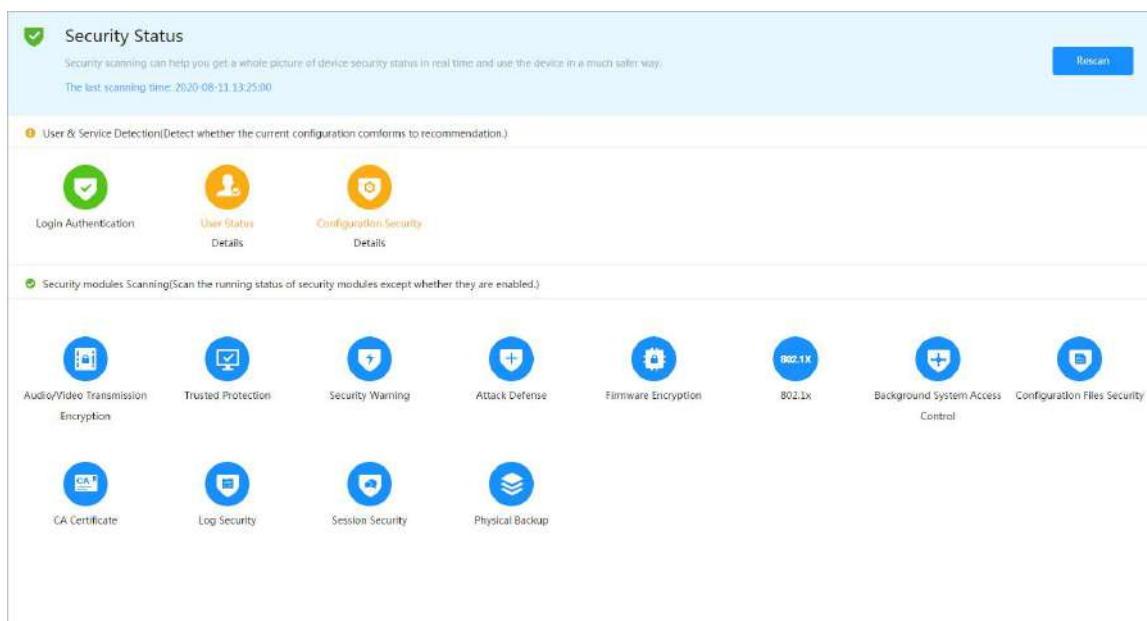 Security Status
Security scanning can help you get a whole picture of device security status in real time and use the device in a much safer way.
Rescan
The last scanning time: 2020-08-11 13:25:00
User & Service Detection(Detect whether the current configuration comforms to recommendation.)
Login Authentication
User Status
Configuration Security
Details
Details
Security modules Scanning(Scan the running status of security modules except whether they are enabled.)
802.1X
Audio/Video Transmission
Encryption
Trusted Protection
Security Warning
Attack Defense
Firmware Encryption
802.1x
Background System Access
Control
Configuration Files Security
CA
CA Certificate
Log Security
Session Security
Physical Backup